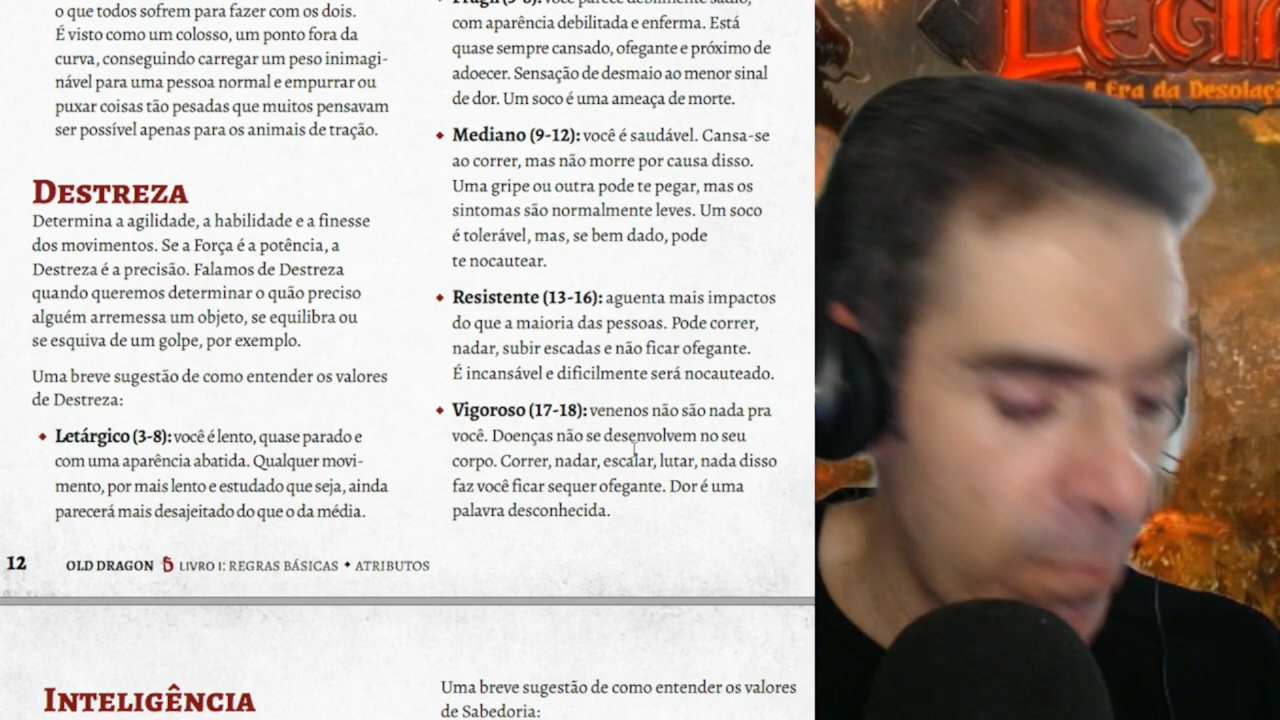 o que todos sofrem para fazer com os dois.
É visto como um colosso, um ponto fora da
curva, conseguindo carregar um peso inimagi-
nável para uma pessoa normal e empurrar ou
puxar coisas tão pesadas que muitos pensavam
ser possível apenas para os animais de tração.
DESTREZA
Determina a agilidade, a habilidade e a finesse
dos movimentos. Se a Força é a potência, a
Destreza é a precisão. Falamos de Destreza
quando queremos determinar o quão preciso
alguém arremessa um objeto, se equilibra ou
se esquiva de um golpe, por exemplo.
Uma breve sugestão de como entender os valores
de Destreza:
Letárgico (3-8): você é lento, quase parado e
com uma aparência abatida. Qualquer movi-
mento, por mais lento e estudado que seja, ainda
parecerá mais desajeitado do que o da média.
Frágil (3-8): você parece debilmente sadio,
com aparência debilitada e enferma. Está
quase sempre cansado, ofegante e próximo de
adoecer. Sensação de desmaio ao menor sinal
de dor. Um soco é uma ameaça de morte.
Mediano (9-12): você é saudável. Cansa-se
ao correr, mas não morre por causa disso.
Uma gripe ou outra pode te pegar, mas os
sintomas são normalmente leves. Um soco
é tolerável, mas, se bem dado, pode
te nocautear.
Resistente (13-16): aguenta mais impactos
do que a maioria das pessoas. Pode correr,
nadar, subir escadas e não ficar ofegante.
É incansável e dificilmente será nocauteado.
Vigoroso (17-18): venenos não são nada pra
você. Doenças não se desenvolvem no seu
corpo. Correr, nadar, escalar, lutar, nada disso
faz você ficar sequer ofegante. Dor é uma
palavra desconhecida.
12 OLD DRAGON LIVRO I: REGRAS BÁSICAS ATRIBUTOS
INTELIGÊNCIA
Uma breve sugestão de como entender os valores
de Sabedoria:
A Era da